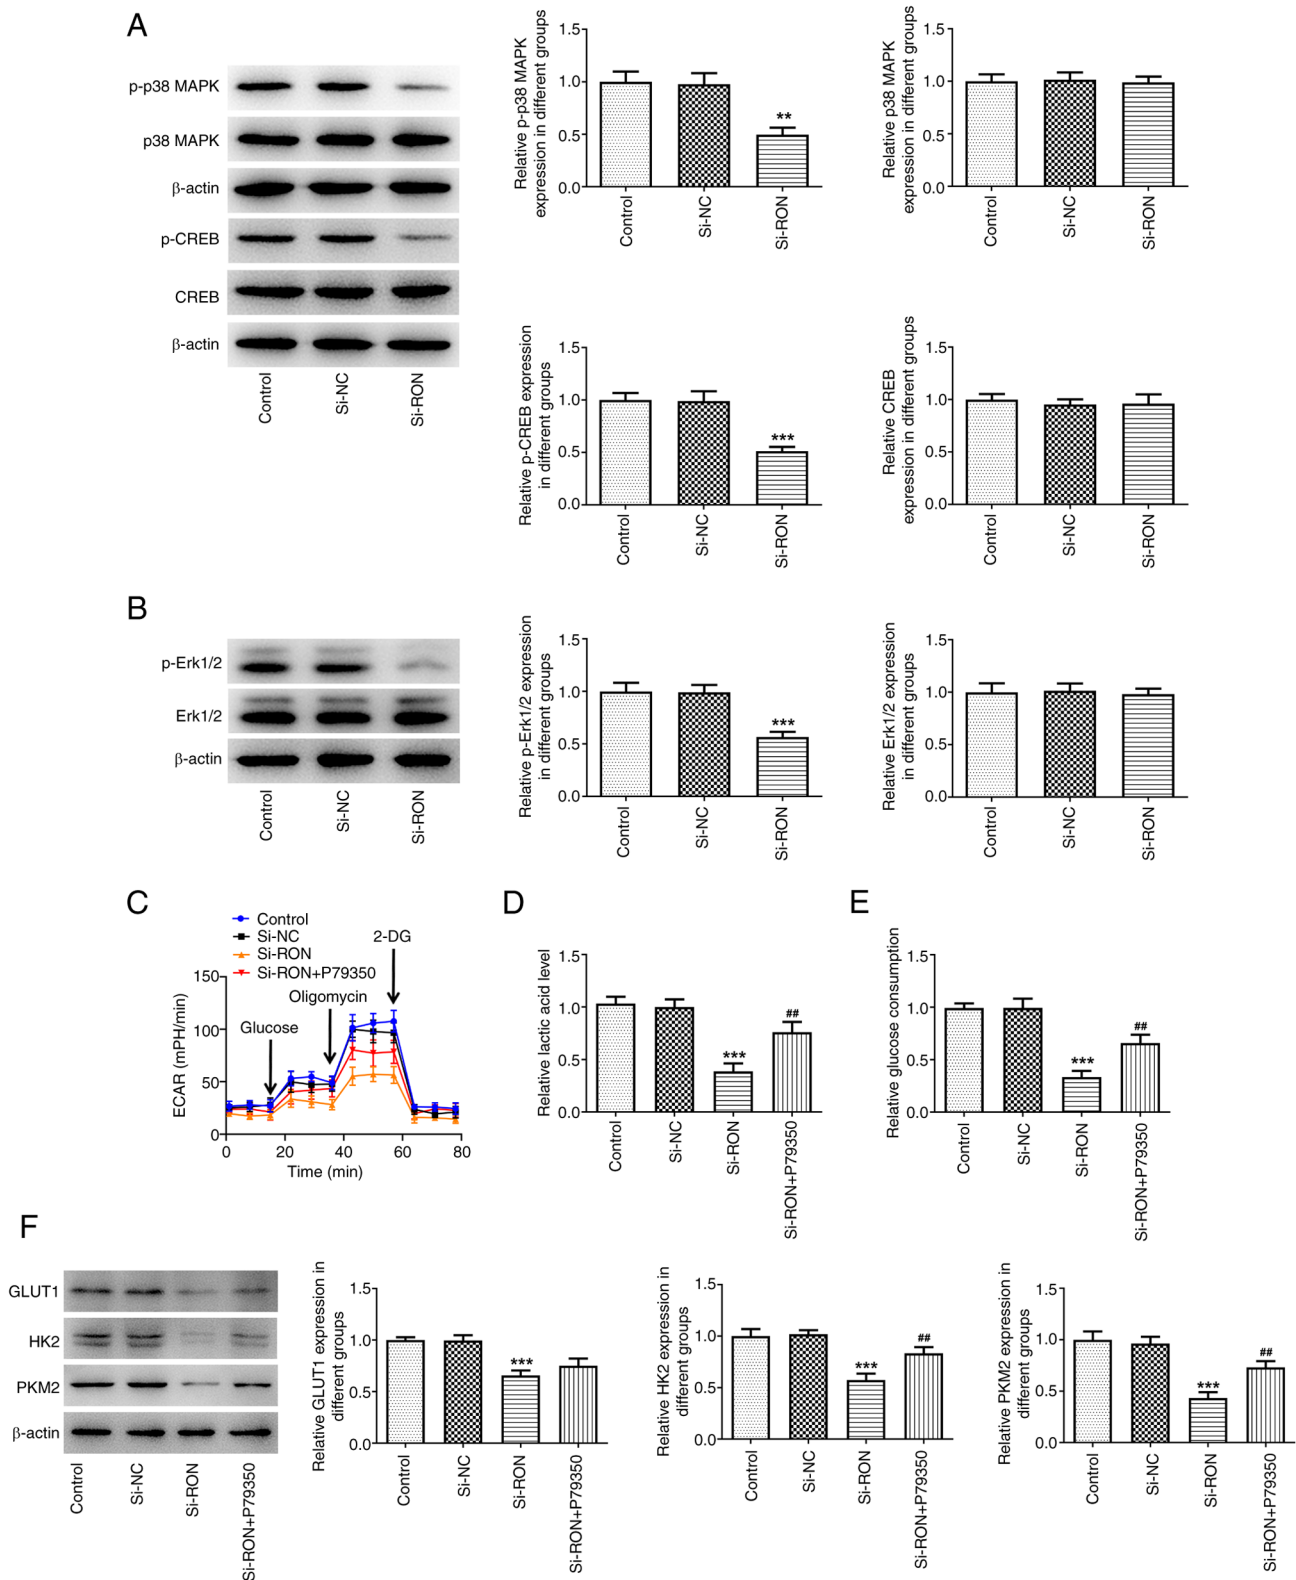 A
p-p38 MAPK
p38 MAPK
β-actin
p-CREB
CREB
β-actin
Control
Si-NC
Si-RON
Relative p-p38 MAPK
expression in different groups
1.5
1.0
0.5
0.0
**
Control
Si-NC
Si-RON
Relative p38 MAPK
expression in different groups
1.5
1.0
0.5
0.0
Control
Si-NC
Si-RON
Relative p-CREB expression
in different groups
1.5
1.0
0.5
0.0
***
Control
Si-NC
Si-RON
Relative CREB
expression in different groups
1.5
1.0
0.5
0.0
Control
Si-NC
Si-RON
B
p-Erk1/2
Erk1/2
β-actin
Control
Si-NC
Si-RON
Relative p-Erk1/2 expression
in different groups
1.5
1.0
0.5
0.0
***
Control
Si-NC
Si-RON
Relative Erk1/2 expression
in different groups
1.5
1.0
0.5
0.0
Control
Si-NC
Si-RON
C
Control
Si-NC
Si-RON
Si-RON+P79350
2-DG
Oligomycin
Glucose
ECAR (mPH/min)
150
100
50
0
0 20 40 60 80
Time (min)
D
Relative lactic acid level
1.5
1.0
0.5
0.0
***
##
Control
Si-NC
Si-RON
Si-RON+P79350
E
Relative glucose consumption
1.5
1.0
0.5
0.0
***
##
Control
Si-NC
Si-RON
Si-RON+P79350
F
GLUT1
HK2
PKM2
β-actin
Control
Si-NC
Si-RON
Si-RON+P79350
Relative GLUT1 expression in
different groups
1.5
1.0
0.5
0.0
***
Control
Si-NC
Si-RON
Si-RON+P79350
Relative HK2 expression in
different groups
1.5
1.0
0.5
0.0
***
##
Control
Si-NC
Si-RON
Si-RON+P79350
Relative PKM2 expression in
different groups
1.5
1.0
0.5
0.0
***
##
Control
Si-NC
Si-RON
Si-RON+P79350